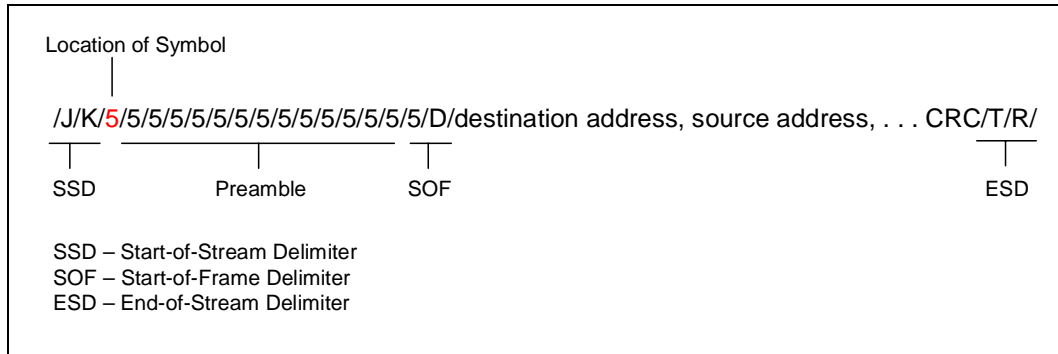 Location of Symbol
/J/K/5/5/5/5/5/5/5/5/5/5/5/5/5/5/5/D/destination address, source address, . . . CRC/T/R/
SSD Preamble SOF ESD
SSD – Start-of-Stream Delimiter
SOF – Start-of-Frame Delimiter
ESD – End-of-Stream Delimiter